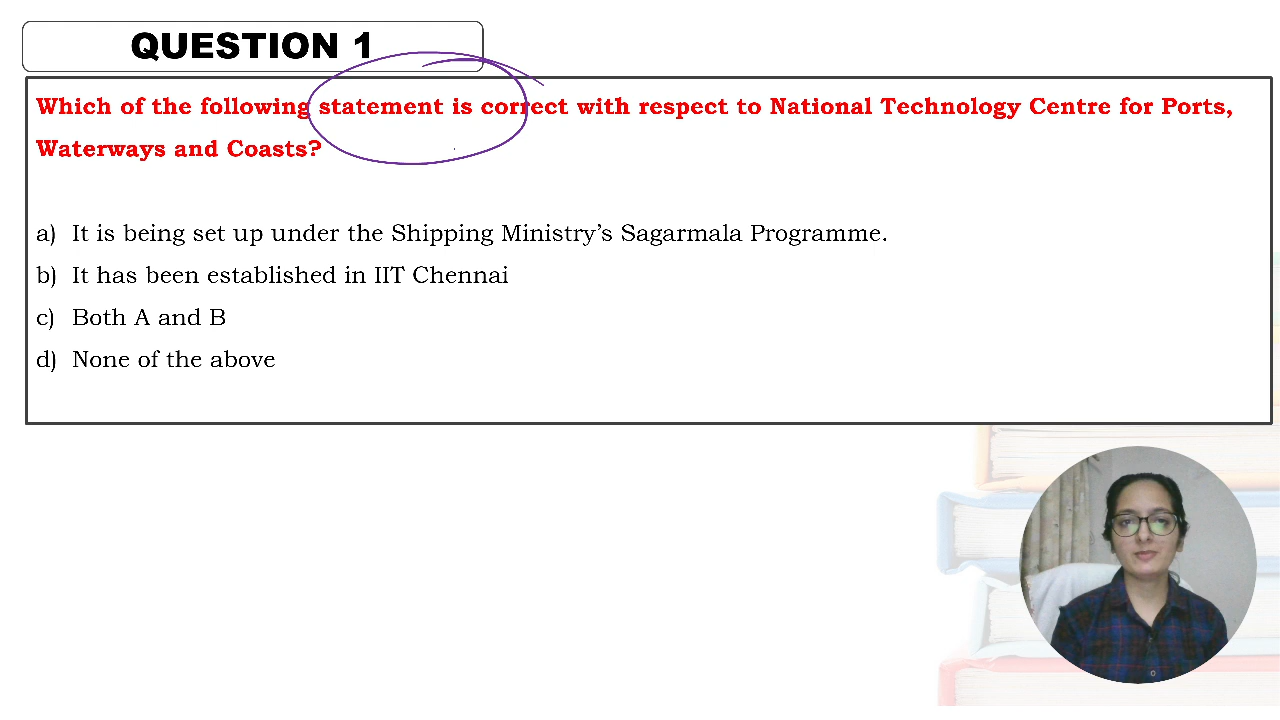 QUESTION 1
Which of the following statement is correct with respect to National Technology Centre for Ports,
Waterways and Coasts?
a) It is being set up under the Shipping Ministry’s Sagarmala Programme.
b) It has been established in IIT Chennai
c) Both A and B
d) None of the above